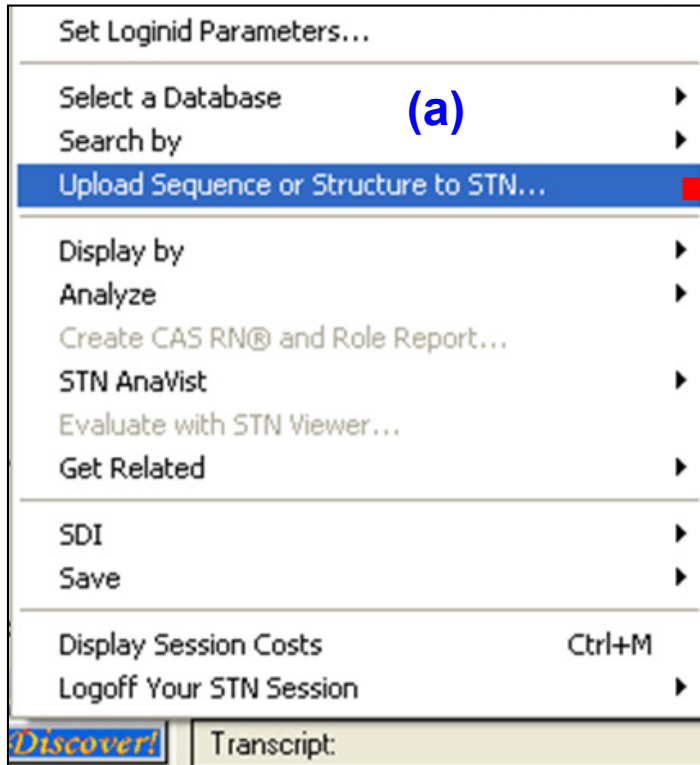 Set Loginid Parameters...
Select a Database
(a)
Search by
Upload Sequence or Structure to STN...
Display by
Analyze
Create CAS RN® and Role Report...
STN AnaVist
Evaluate with STN Viewer...
Get Related
SDI
Save
Display Session Costs Ctrl+M
Logoff Your STN Session
Discover! Transcript: